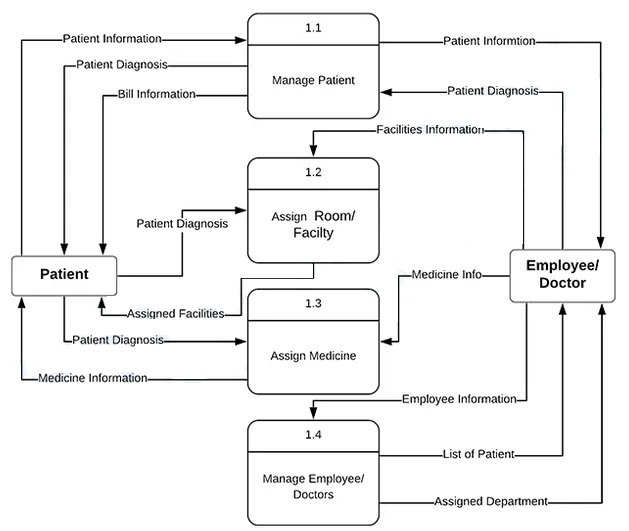 1.1
Patient Information
Patient Informtion
Patient Diagnosis
Manage Patient
Bill Information
Patient Diagnosis
Facilities Information
1.2
Patient Diagnosis
Assign Room/
Facilty
Patient
Employee/
Doctor
Medicine Info
1.3
Assigned Facilities
Patient Diagnosis
Assign Medicine
Medicine Information
Employee Information
1.4
List of Patient
Manage Employee/
Doctors
Assigned Department